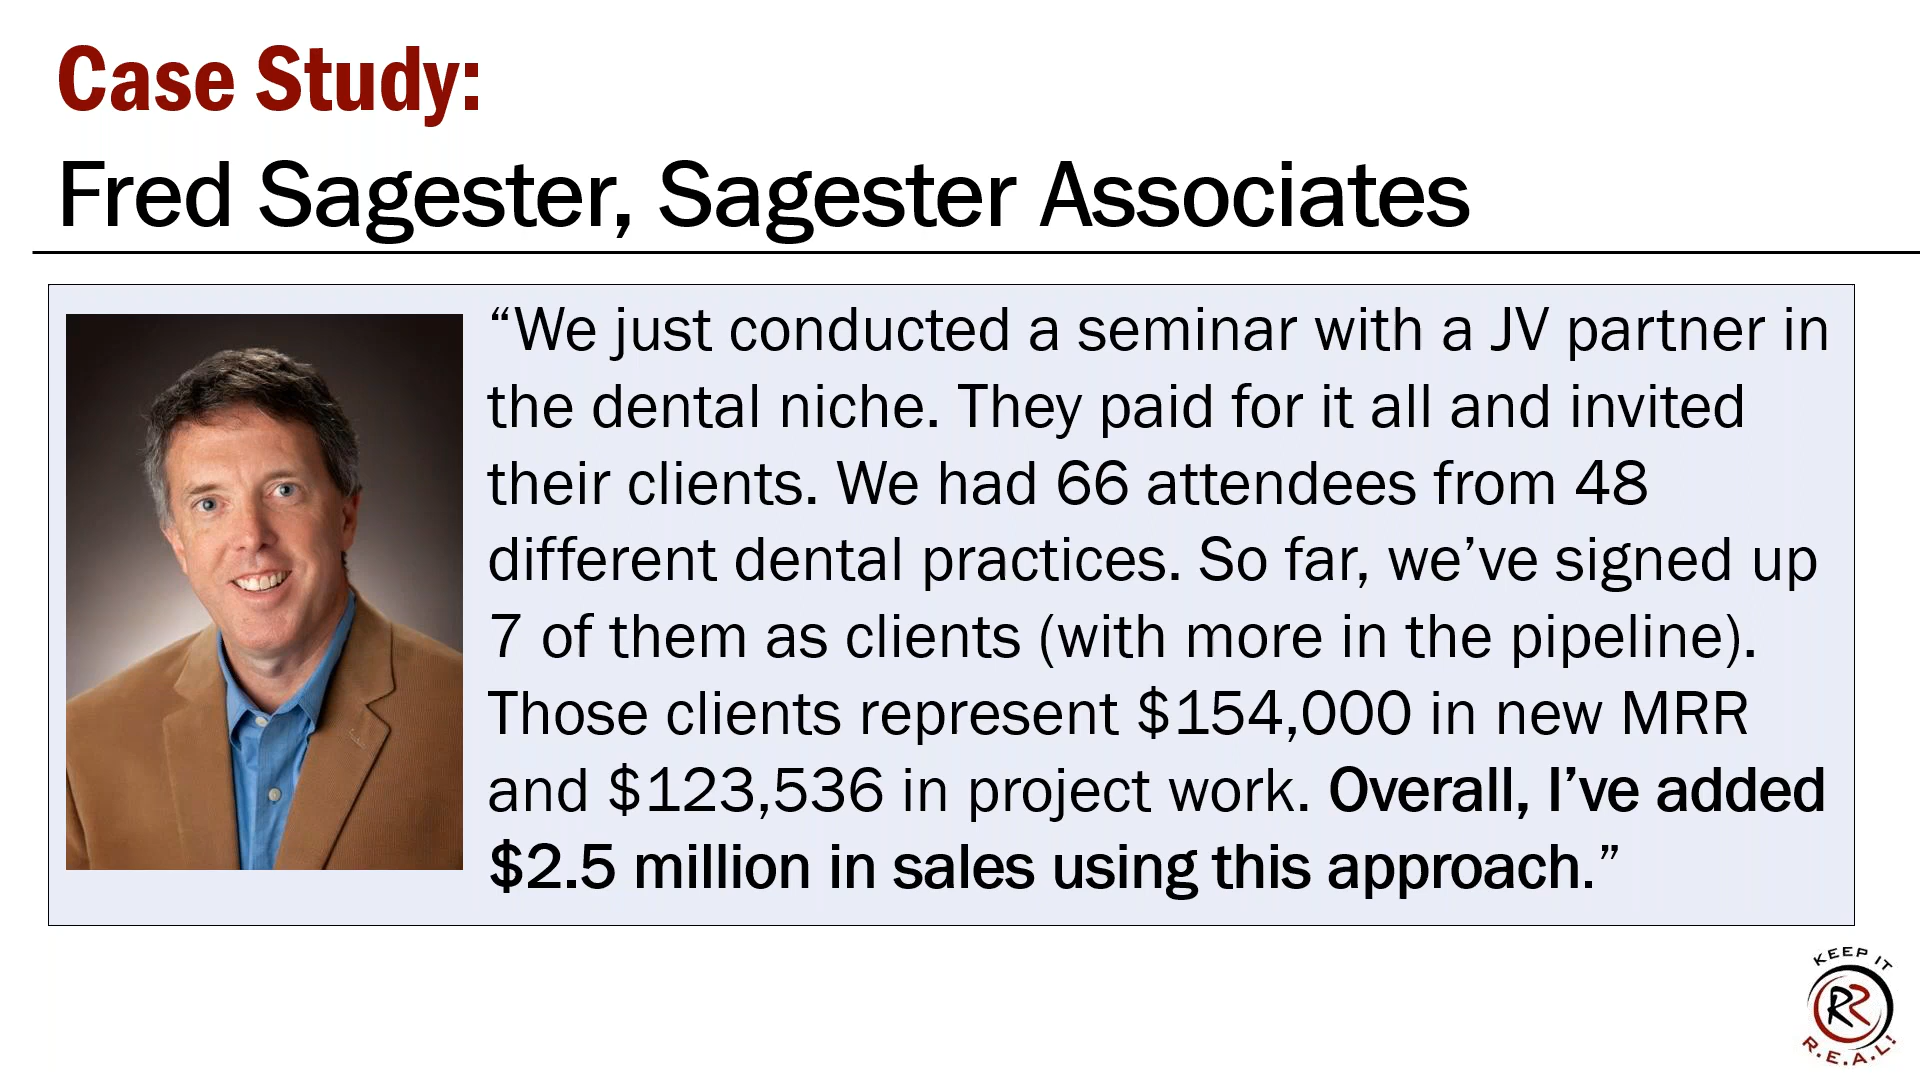 Case Study:
Fred Sagester, Sagester Associates
“We just conducted a seminar with a JV partner in
the dental niche. They paid for it all and invited
their clients. We had 66 attendees from 48
different dental practices. So far, we’ve signed up
7 of them as clients (with more in the pipeline).
Those clients represent $154,000 in new MRR
and $123,536 in project work. Overall, I’ve added
$2.5 million in sales using this approach.”
KEEP IT
RR
R.E.A.L!